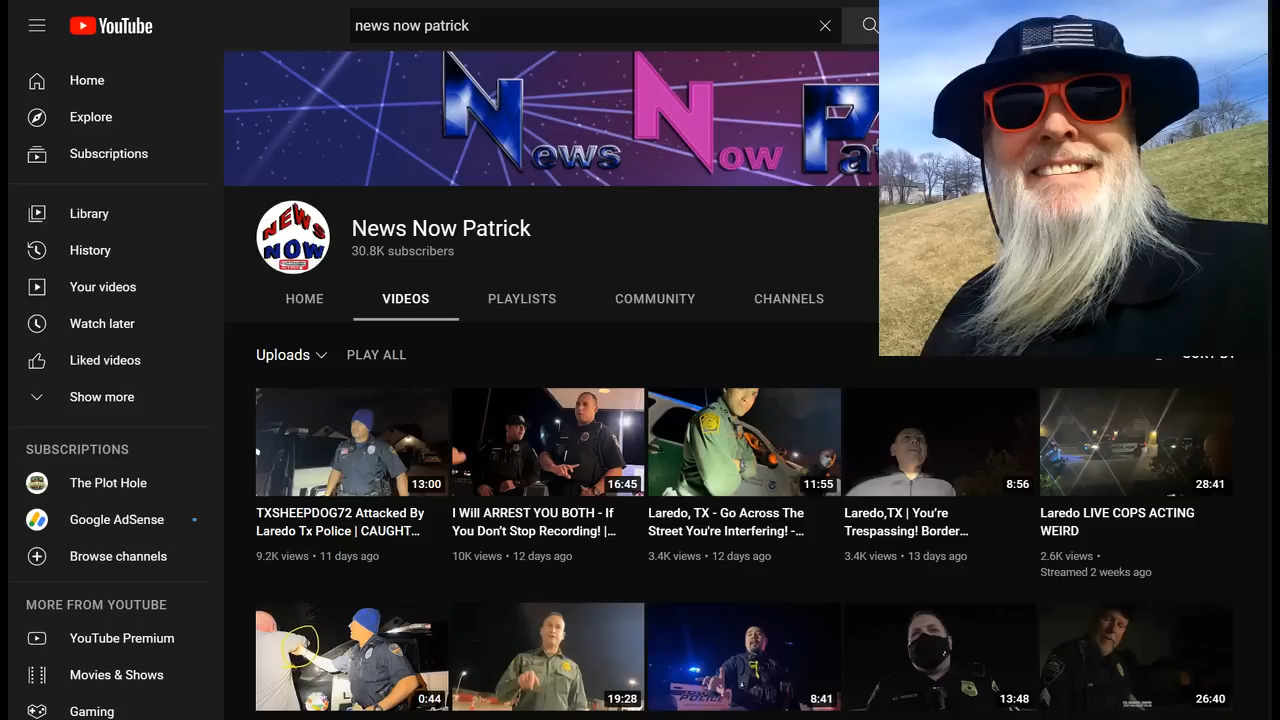 YouTube
news now patrick
Home
Explore
Subscriptions
Library
History
Your videos
Watch later
Liked videos
Show more
SUBSCRIPTIONS
The Plot Hole
Google AdSense
Browse channels
MORE FROM YOUTUBE
YouTube Premium
Movies & Shows
Gaming
News Now Pat
NEWS
NOW
News Now Patrick
30.8K subscribers
HOME
VIDEOS
PLAYLISTS
COMMUNITY
CHANNELS
Uploads
PLAY ALL
SORT BY
13:00
16:45
11:55
8:56
28:41
TXSHEEPDOG72 Attacked By
Laredo Tx Police | CAUGHT...
9.2K views • 11 days ago
I Will ARREST YOU BOTH - If
You Don't Stop Recording! |...
10K views • 12 days ago
Laredo, TX - Go Across The
Street You're Interfering! -...
3.4K views • 12 days ago
Laredo,TX | You're
Trespassing! Border...
3.4K views • 13 days ago
Laredo LIVE COPS ACTING
WEIRD
2.6K views •
Streamed 2 weeks ago
0:44
19:28
8:41
13:48
26:40